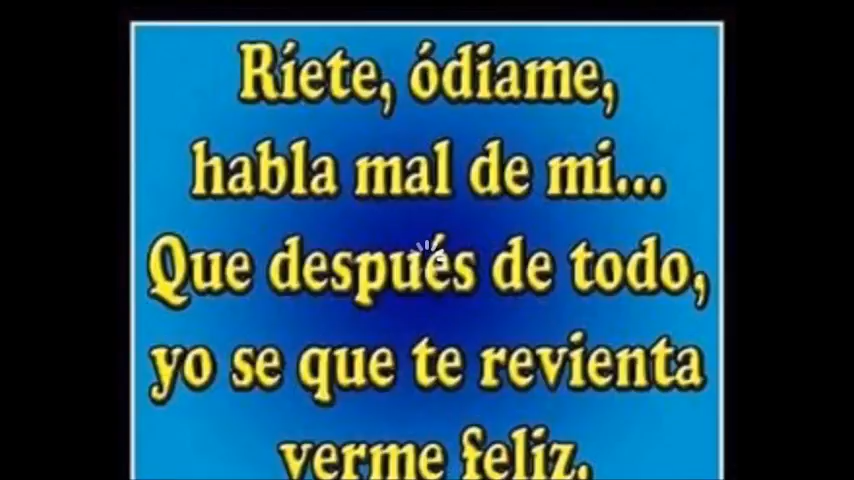 Ríete, ódiame,
habla mal de mi...
Que después de todo,
yo se que te revienta
verme feliz.